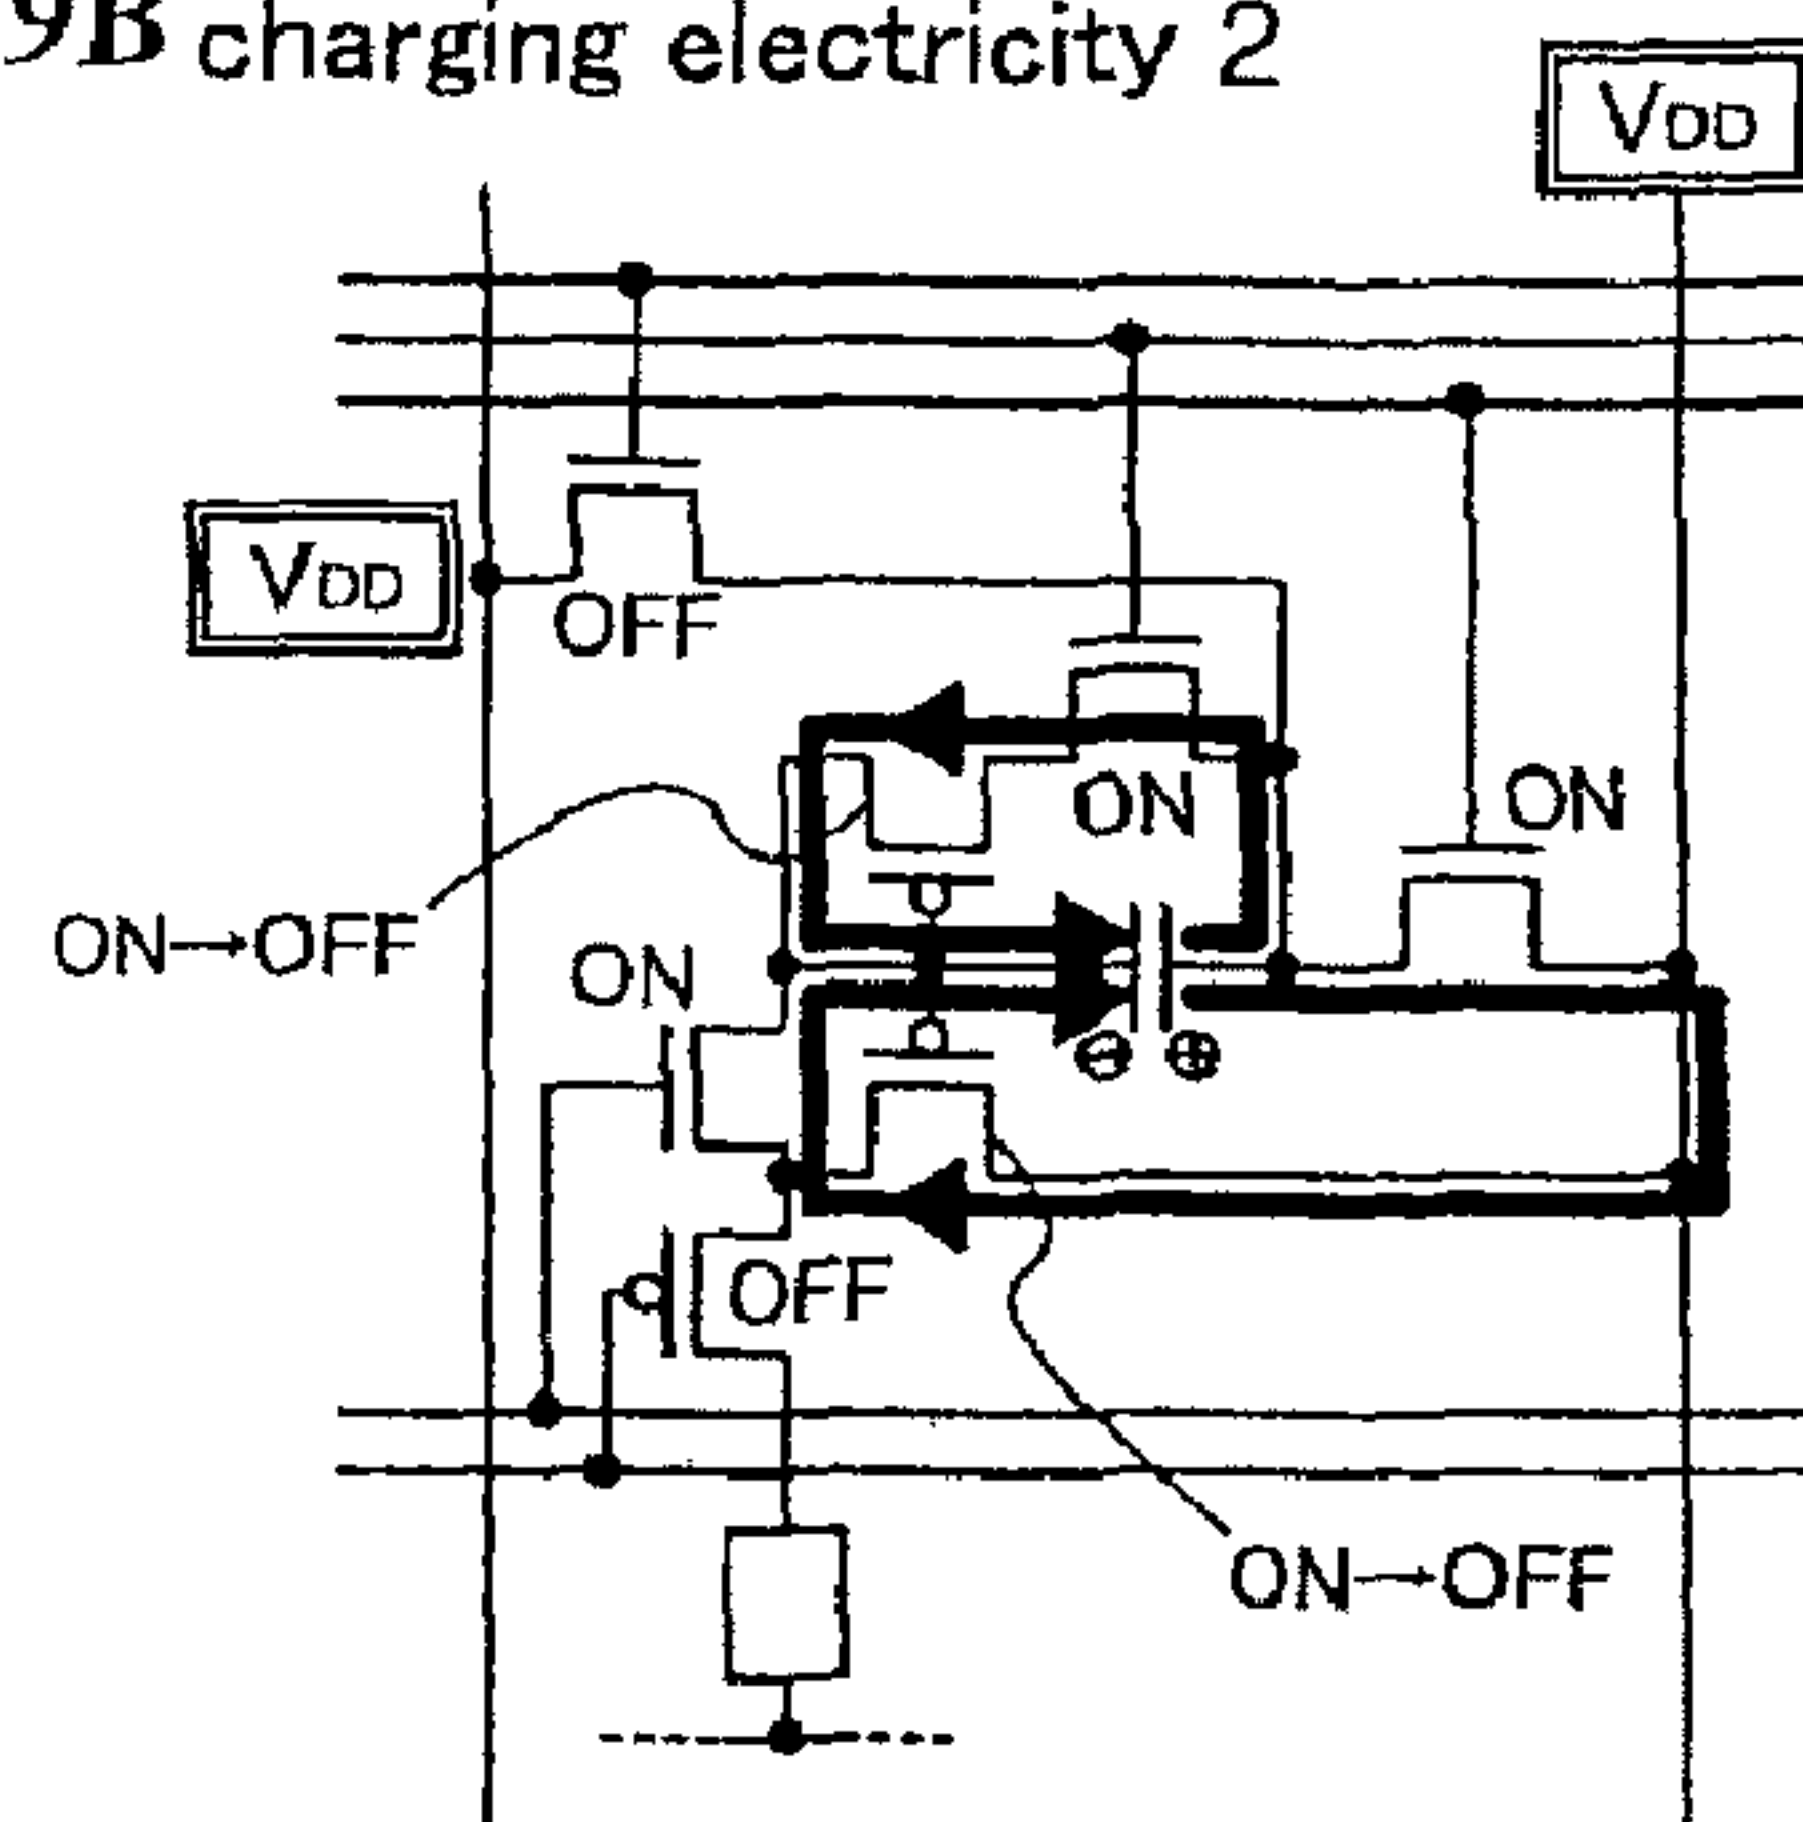 9B charging electricity 2
VDD
VDD
OFF
ON
ON
ON→OFF
ON
⊖ ⊕
OFF
ON→OFF